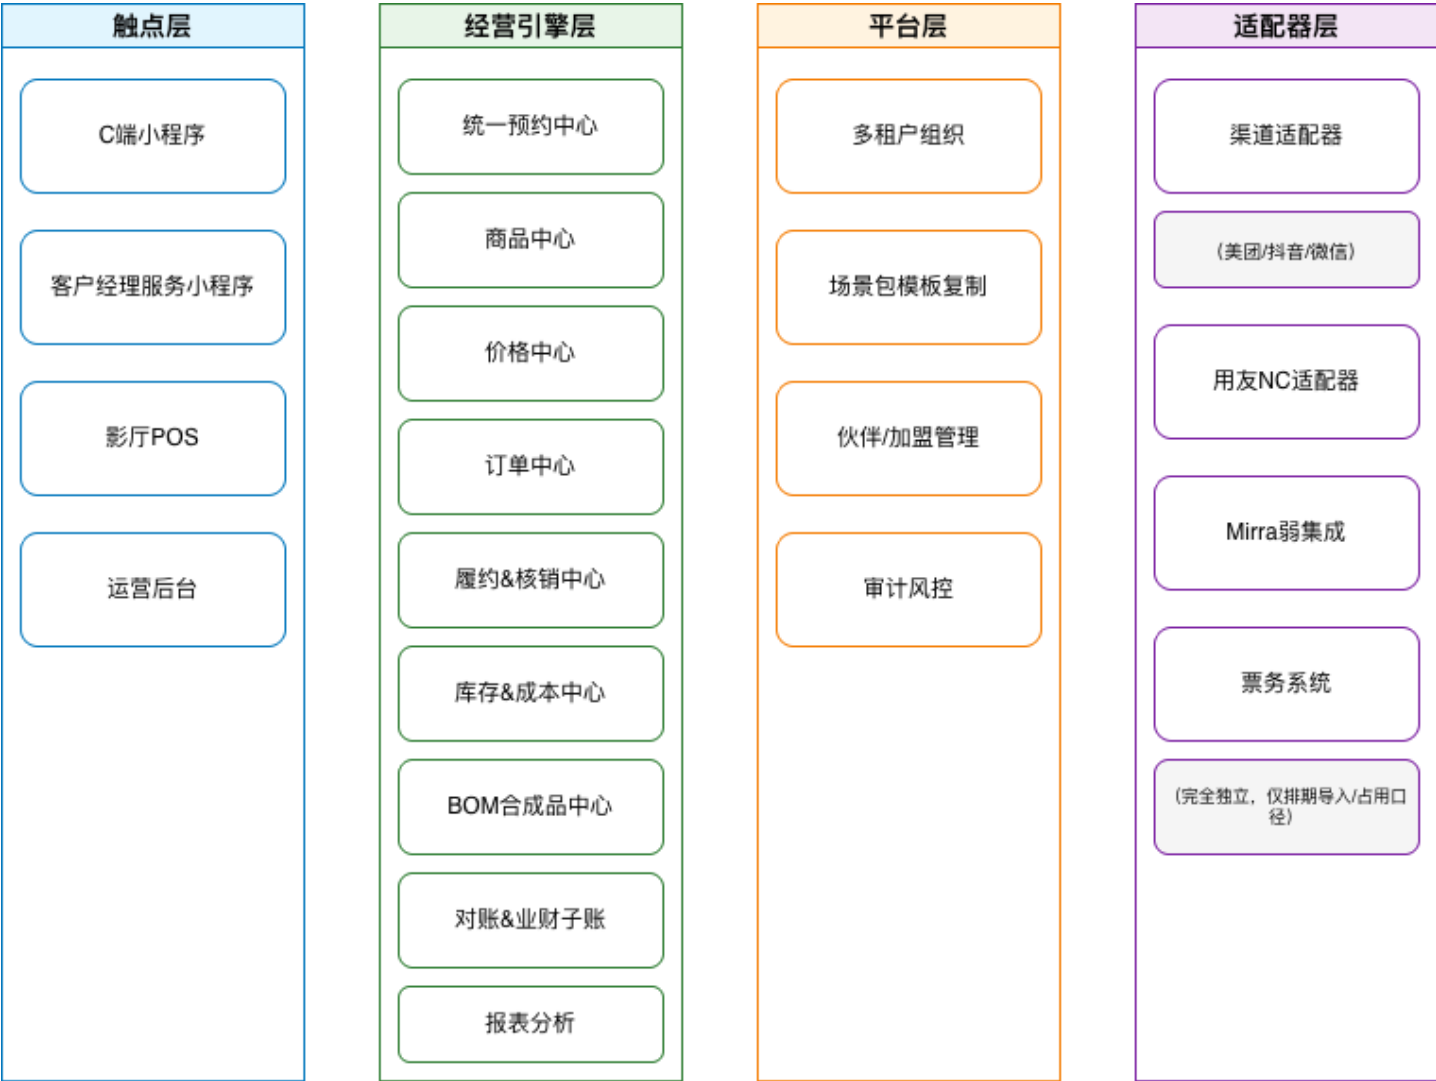 触点层
C端小程序
客户经理服务小程序
影厅POS
运营后台
经营引擎层
统一预约中心
商品中心
价格中心
订单中心
履约&核销中心
库存&成本中心
BOM合成品中心
对账&业财子账
报表分析
平台层
多租户组织
场景包模板复制
伙伴/加盟管理
审计风控
适配器层
渠道适配器
（美团/抖音/微信）
用友NC适配器
Mirra弱集成
票务系统
（完全独立，仅排期导入/占用口
径）